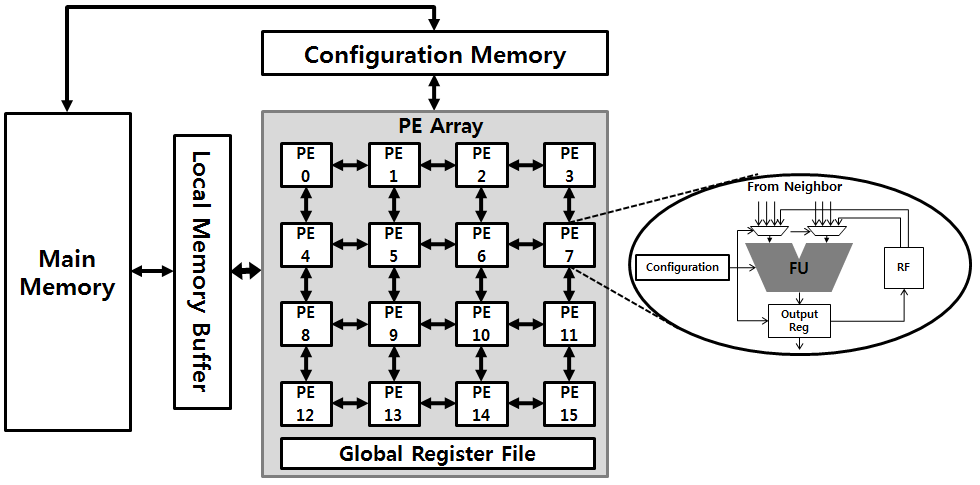 Configuration Memory
Main
Memory
Local Memory Buffer
PE Array
PE
0
PE
1
PE
2
PE
3
PE
4
PE
5
PE
6
PE
7
PE
8
PE
9
PE
10
PE
11
PE
12
PE
13
PE
14
PE
15
Global Register File
From Neighbor
Configuration
FU
RF
Output
Reg